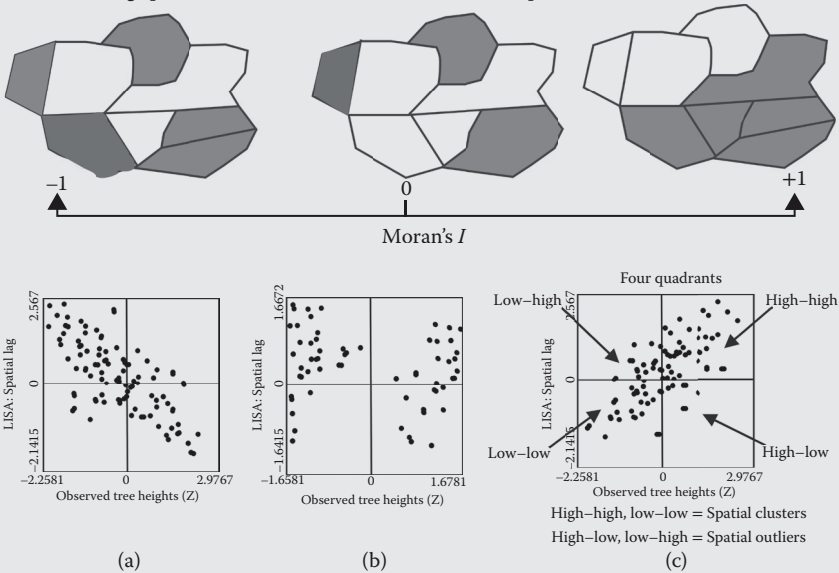 −1
0
+1
Moran's I
Four quadrants
Low–high
High–high
2.567
LISA: Spatial lag
0
−2.1415
−2.2581
0
2.9767
Observed tree heights (Z)
1.6672
LISA: Spatial lag
0
−1.6415
−1.6581
0
1.6781
Observed tree heights (Z)
2.567
LISA: Spatial lag
0
−2.1415
Low–low
High–low
−2.2581
0
2.9767
Observed tree heights (Z)
High–high, low–low = Spatial clusters
High–low, low–high = Spatial outliers
(a)
(b)
(c)